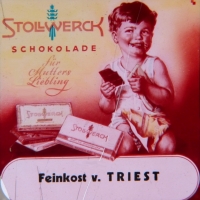 STOLLWERCK
SCHOKOLADE
für
Mutters
Liebling
Feinkost v. TRIEST